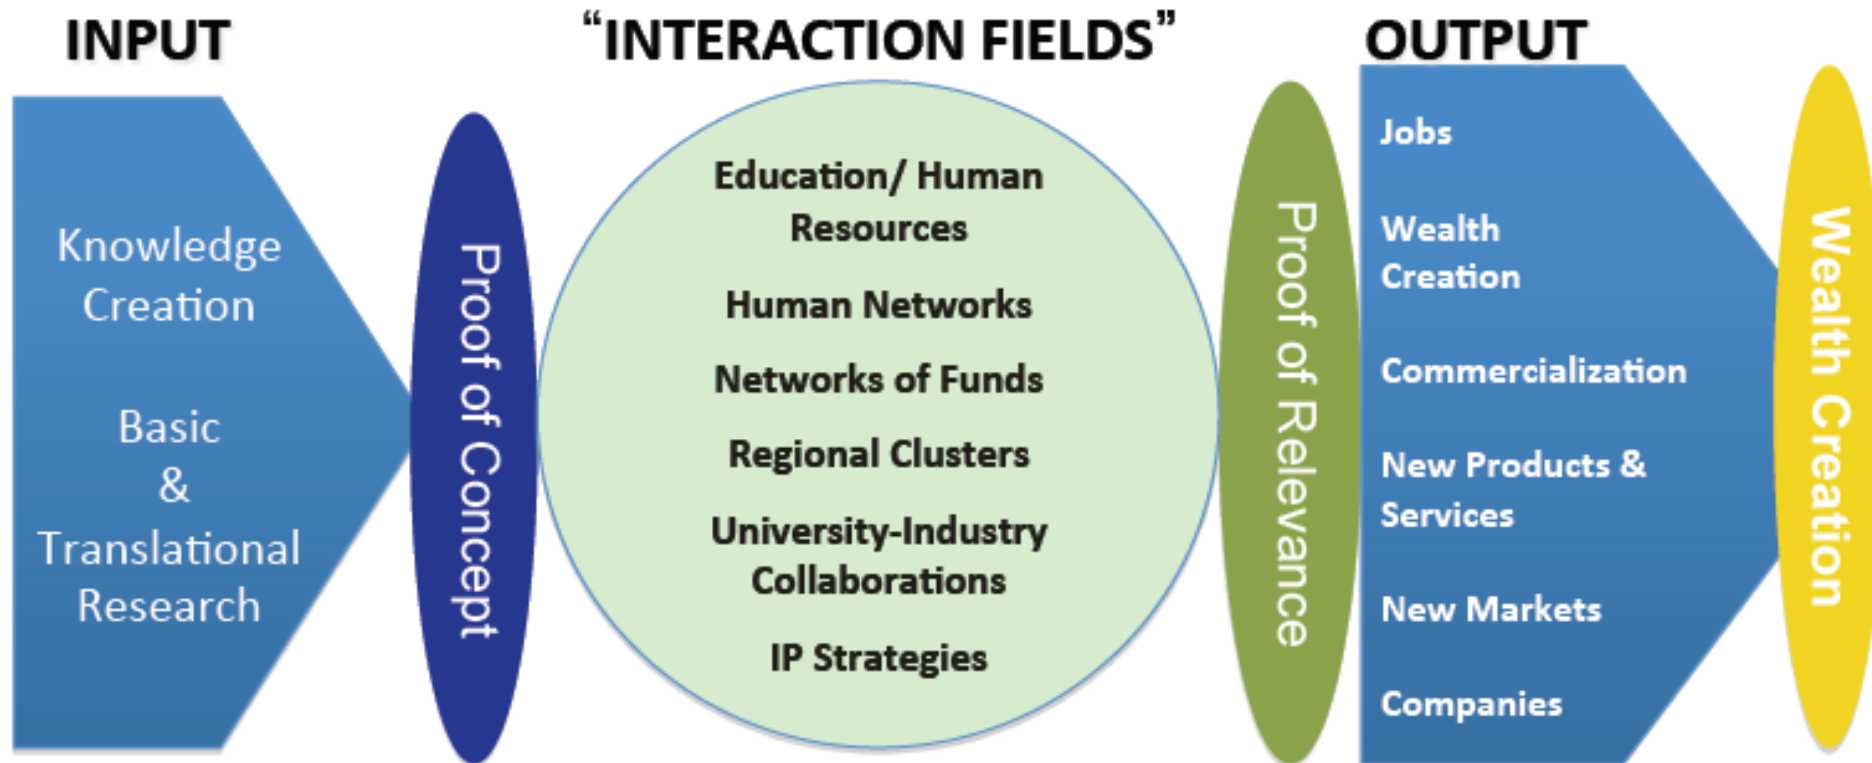 INPUT
Knowledge
Creation
Basic
&
Translational
Research
Proof of Concept
“INTERACTION FIELDS”
Education/ Human
Resources
Human Networks
Networks of Funds
Regional Clusters
University-Industry
Collaborations
IP Strategies
Proof of Relevance
OUTPUT
Jobs
Wealth
Creation
Commercialization
New Products &
Services
New Markets
Companies
Wealth Creation